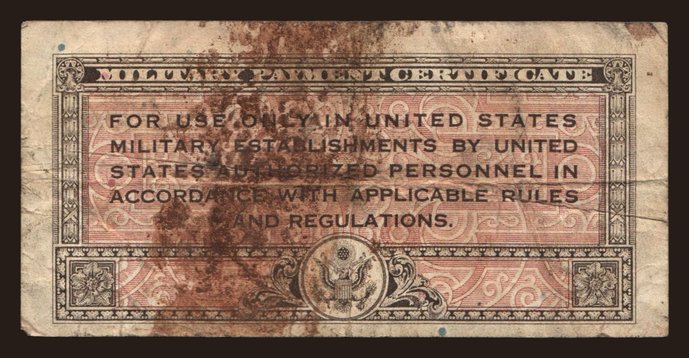 MILITARY PAYMENT CERTIFICATE
FOR USE ONLY IN UNITED STATES
MILITARY ESTABLISHMENTS BY UNITED
STATES AUTHORIZED PERSONNEL IN
ACCORDANCE WITH APPLICABLE RULES
AND REGULATIONS.